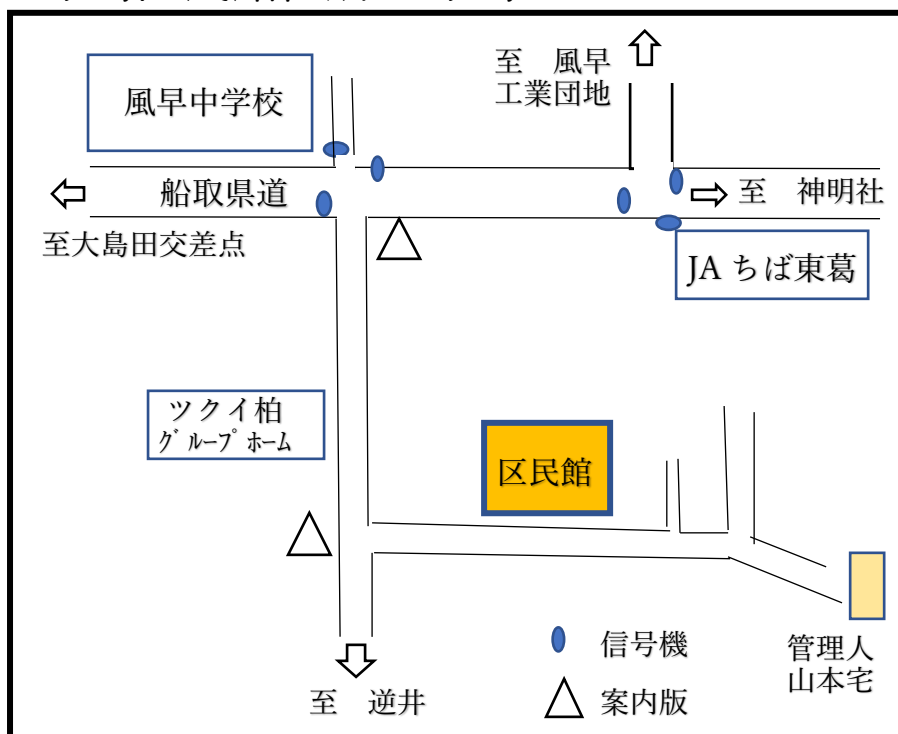 至　風早
工業団地
風早中学校
船取県道
至　神明社
至大島田交差点
JAちば東葛
ツクイ柏
ｸﾞﾙｰﾌﾟﾎｰﾑ
区民館
信号機
案内版
管理人
山本宅
至　逆井